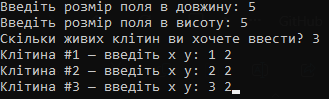 Введіть розмір поля в довжину: 5
Введіть розмір поля в висоту: 5
Скільки живих клітин ви хочете ввести? 3
Клітина #1 — введіть x y: 1 2
Клітина #2 — введіть x y: 2 2
Клітина #3 — введіть x y: 3 2